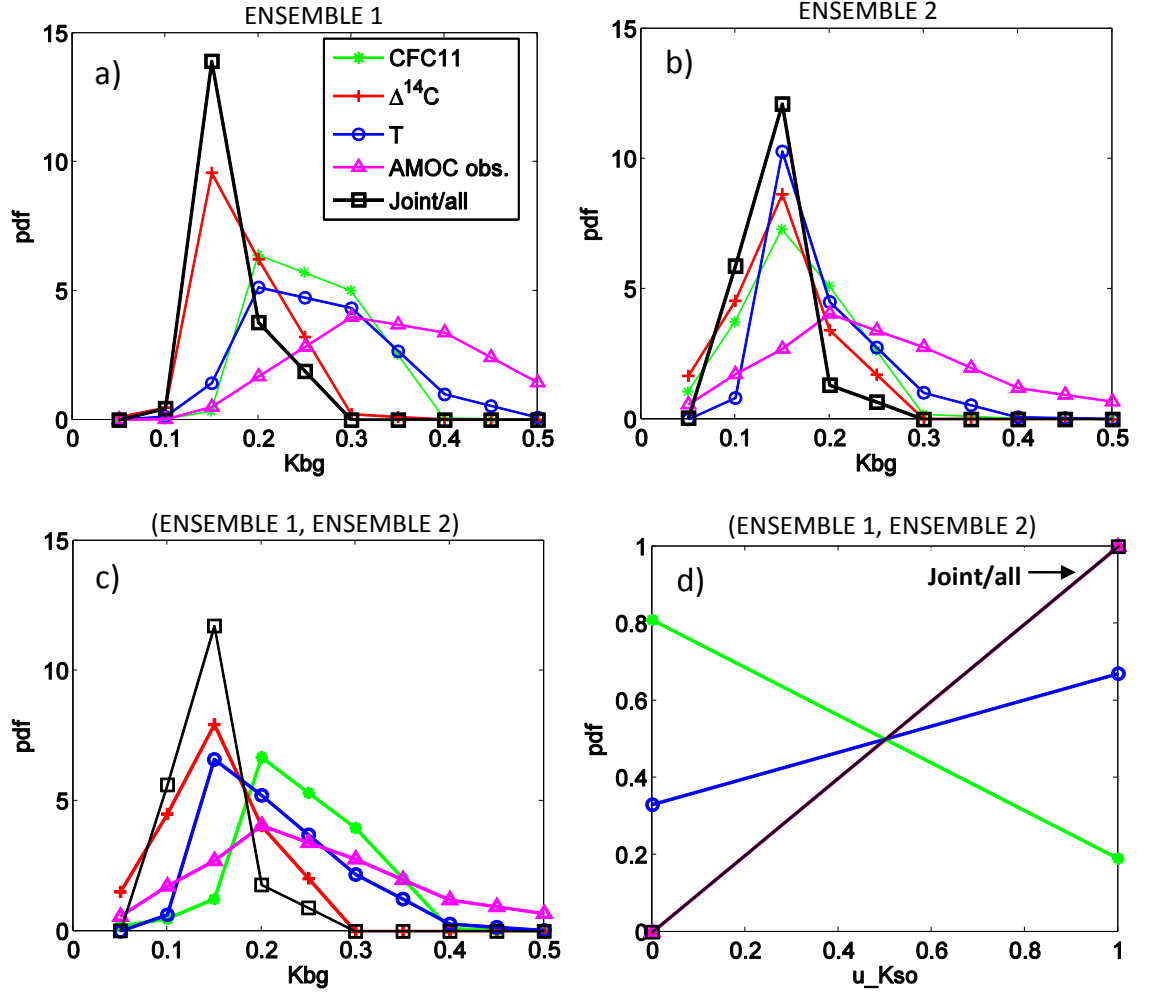 ENSEMBLE 1
15
10
5
0
a)
CFC11
Δ¹⁴C
T
AMOC obs.
Joint/all
pdf
0 0.1 0.2 0.3 0.4 0.5
Kbg
ENSEMBLE 2
15
10
5
0
b)
pdf
0 0.1 0.2 0.3 0.4 0.5
Kbg
(ENSEMBLE 1, ENSEMBLE 2)
15
10
5
0
c)
pdf
0 0.1 0.2 0.3 0.4 0.5
Kbg
(ENSEMBLE 1, ENSEMBLE 2)
1
0.8
0.6
0.4
0.2
0
d)
Joint/all
pdf
0 0.2 0.4 0.6 0.8 1
u_Kso